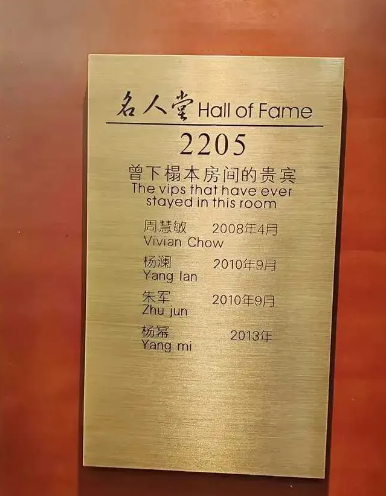 名人堂 Hall of Fame
2205
曾下榻本房间的贵宾
The vips that have ever
stayed in this room
周慧敏 2008年4月
Vivian Chow
杨澜 2010年9月
Yang lan
朱军 2010年9月
Zhu jun
杨幂 2013年
Yang mi